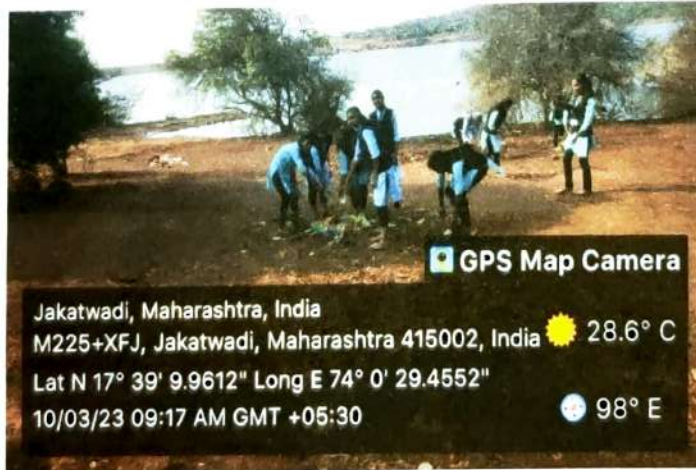 GPS Map Camera
Jakatwadi, Maharashtra, India
M225+XFJ, Jakatwadi, Maharashtra 415002, India
28.6° C
Lat N 17° 39' 9.9612" Long E 74° 0' 29.4552"
10/03/23 09:17 AM GMT +05:30
98° E